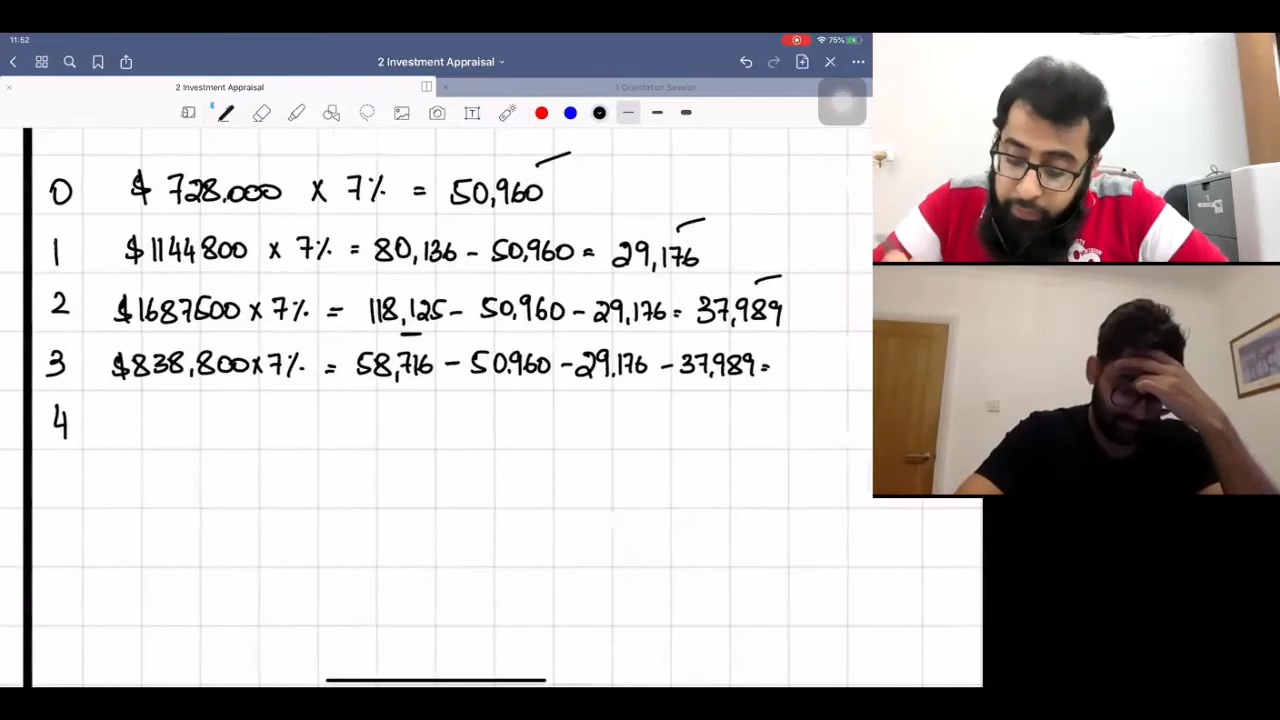 11:52
75%
2 Investment Appraisal
2 Investment Appraisal
1 Orientation Session
0 $ 728.000 x 7% = 50,960
1 $1144800 x 7% = 80,136 - 50,960 = 29,176
2 $1687500 x 7% = 118,125 - 50,960 - 29,176 = 37,989
3 $838,800 x 7% = 58,716 - 50.960 - 29,176 - 37,989 =
4